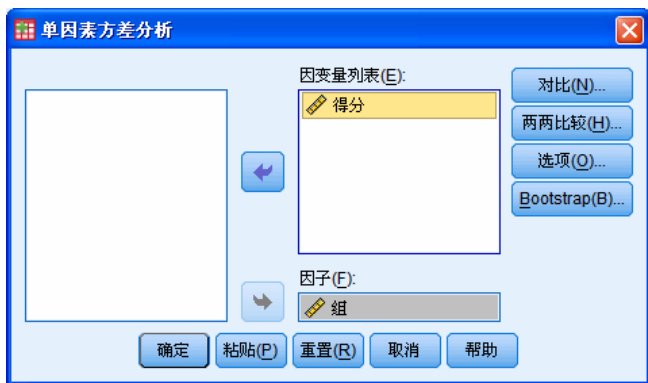 单因素方差分析
因变量列表(E):
得分
对比(N)...
两两比较(H)...
选项(O)...
Bootstrap(B)...
因子(F):
组
确定 粘贴(P) 重置(R) 取消 帮助